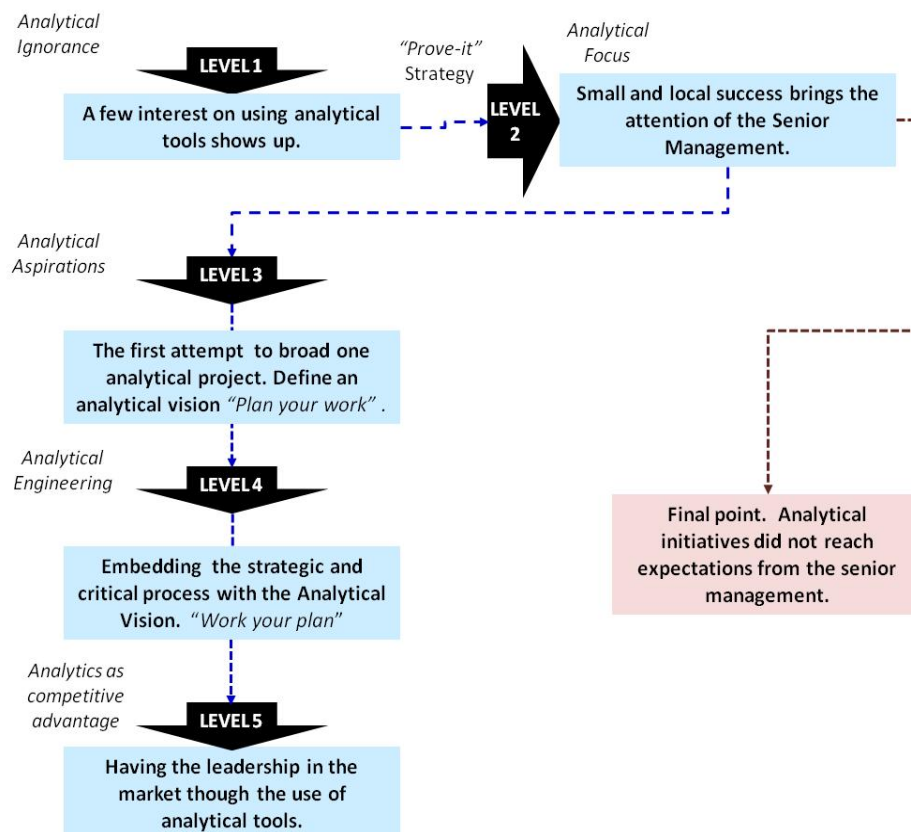 Analytical
Ignorance
LEVEL 1
A few interest on using analytical
tools shows up.
“Prove-it”
Strategy
LEVEL
2
Analytical
Focus
Small and local success brings the
attention of the Senior
Management.
Analytical
Aspirations
LEVEL 3
The first attempt to broad one
analytical project. Define an
analytical vision “Plan your work” .
Analytical
Engineering
LEVEL 4
Embedding the strategic and
critical process with the Analytical
Vision. “Work your plan”
Final point. Analytical
initiatives did not reach
expectations from the senior
management.
Analytics as
competitive
advantage
LEVEL 5
Having the leadership in the
market though the use of
analytical tools.